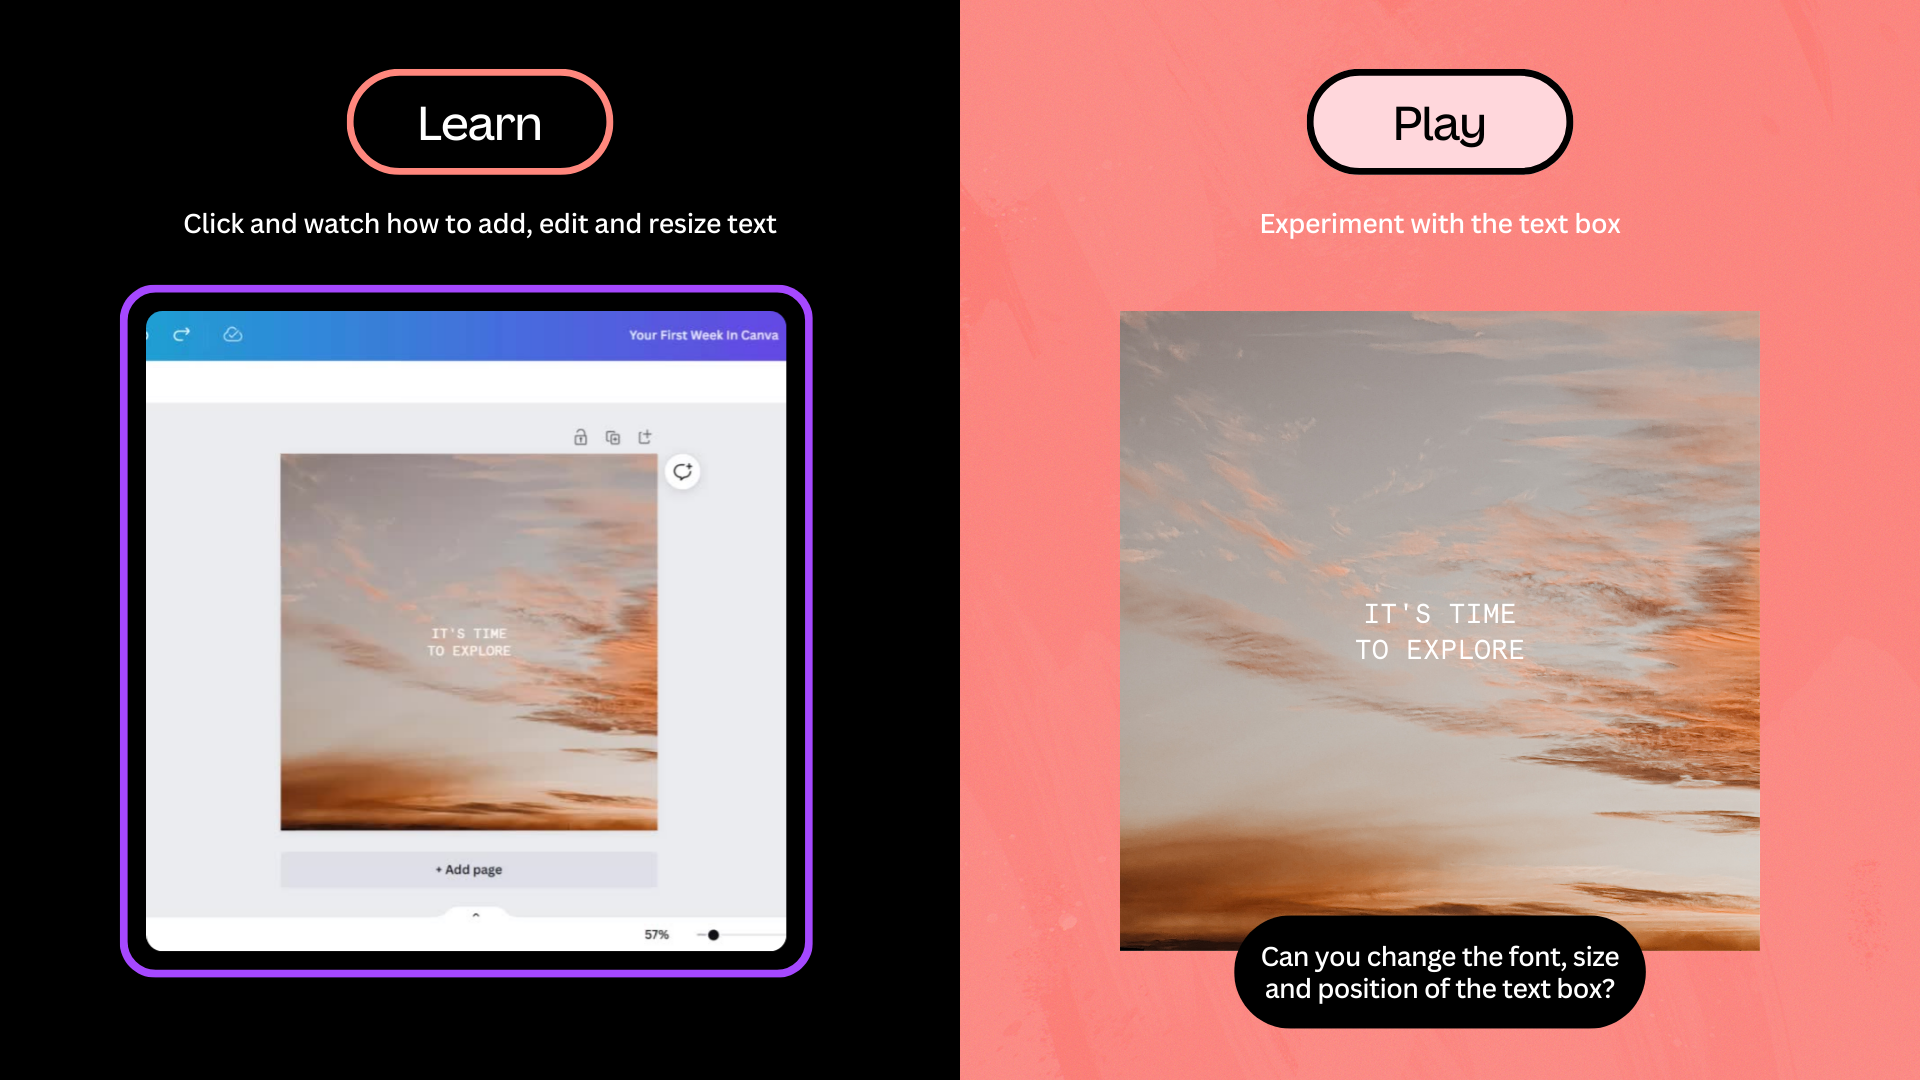 Learn
Click and watch how to add, edit and resize text
Your First Week In Canva
IT'S TIME
TO EXPLORE
+ Add page
57%
Play
Experiment with the text box
IT'S TIME
TO EXPLORE
Can you change the font, size
and position of the text box?